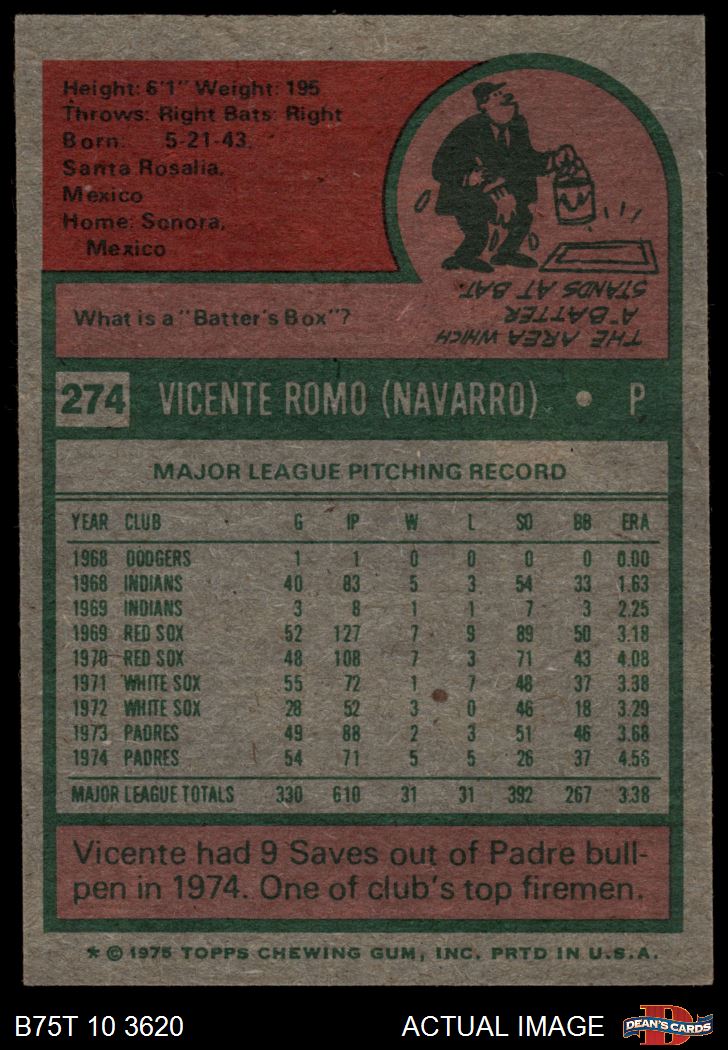 Height: 6'1" Weight: 195
Throws: Right Bats: Right
Born: 5-21-43,
Santa Rosalia,
Mexico
Home: Sonora,
Mexico
What is a "Batter's Box"?
THE AREA WHICH
A BATTER
STANDS AT BAT.
274 VICENTE ROMO (NAVARRO) • P
MAJOR LEAGUE PITCHING RECORD
YEAR CLUB G IP W L SO BB ERA
1968 DODGERS 1 1 0 0 0 0 0.00
1968 INDIANS 40 83 5 3 54 33 1.63
1969 INDIANS 3 8 1 1 7 3 2.25
1969 RED SOX 52 127 7 9 89 50 3.18
1970 RED SOX 48 108 7 3 71 43 4.08
1971 WHITE SOX 55 72 1 7 48 37 3.38
1972 WHITE SOX 28 52 3 0 46 18 3.29
1973 PADRES 49 88 2 3 51 46 3.68
1974 PADRES 54 71 5 5 26 37 4.56
MAJOR LEAGUE TOTALS 330 610 31 31 392 267 3.38
Vicente had 9 Saves out of Padre bull-
pen in 1974. One of club's top firemen.
* © 1975 TOPPS CHEWING GUM, INC. PRTD IN U.S.A.
B75T 10 3620 ACTUAL IMAGE D DEAN'S CARDS